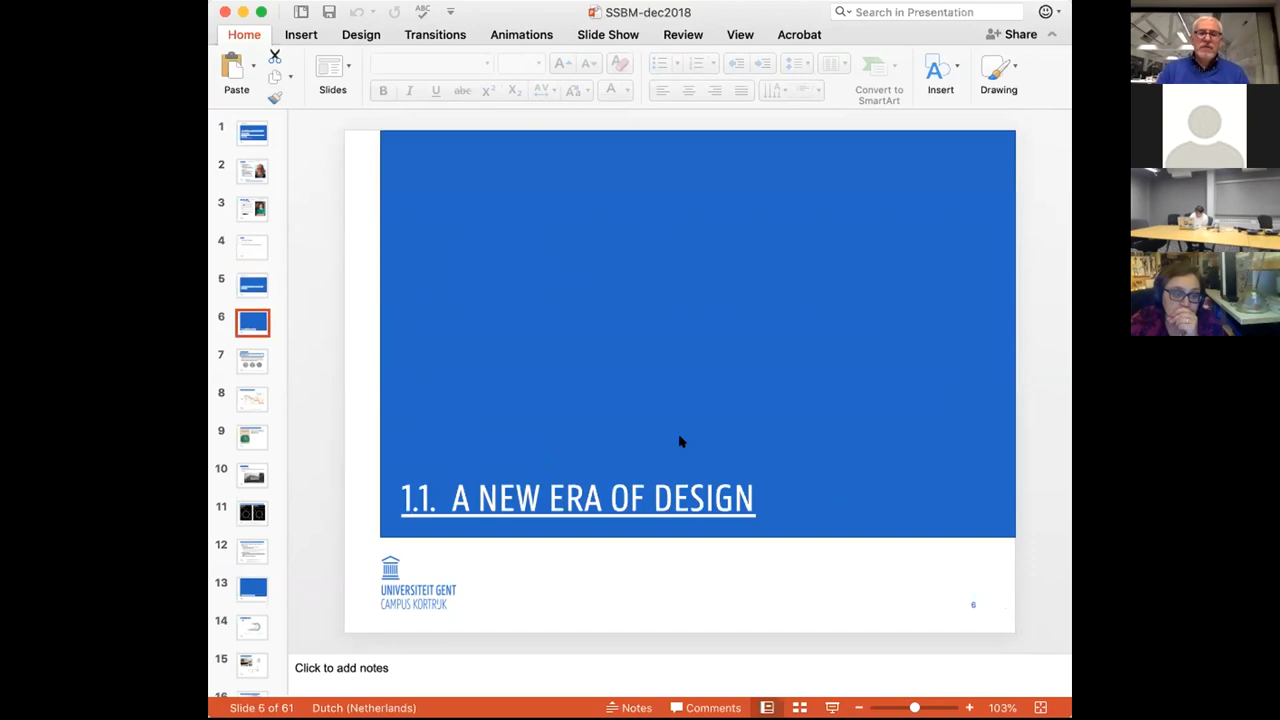 SSBM-dec2018
Search in Presentation
Home
Insert
Design
Transitions
Animations
Slide Show
Review
View
Acrobat
Share
Paste
Slides
Convert to
SmartArt
Insert
Drawing
1
2
3
4
5
6
7
8
9
10
11
12
13
14
15
16
1.1. A NEW ERA OF DESIGN
UNIVERSITEIT GENT
CAMPUS KORTRIJK
6
Click to add notes
Slide 6 of 61
Dutch (Netherlands)
Notes
Comments
103%